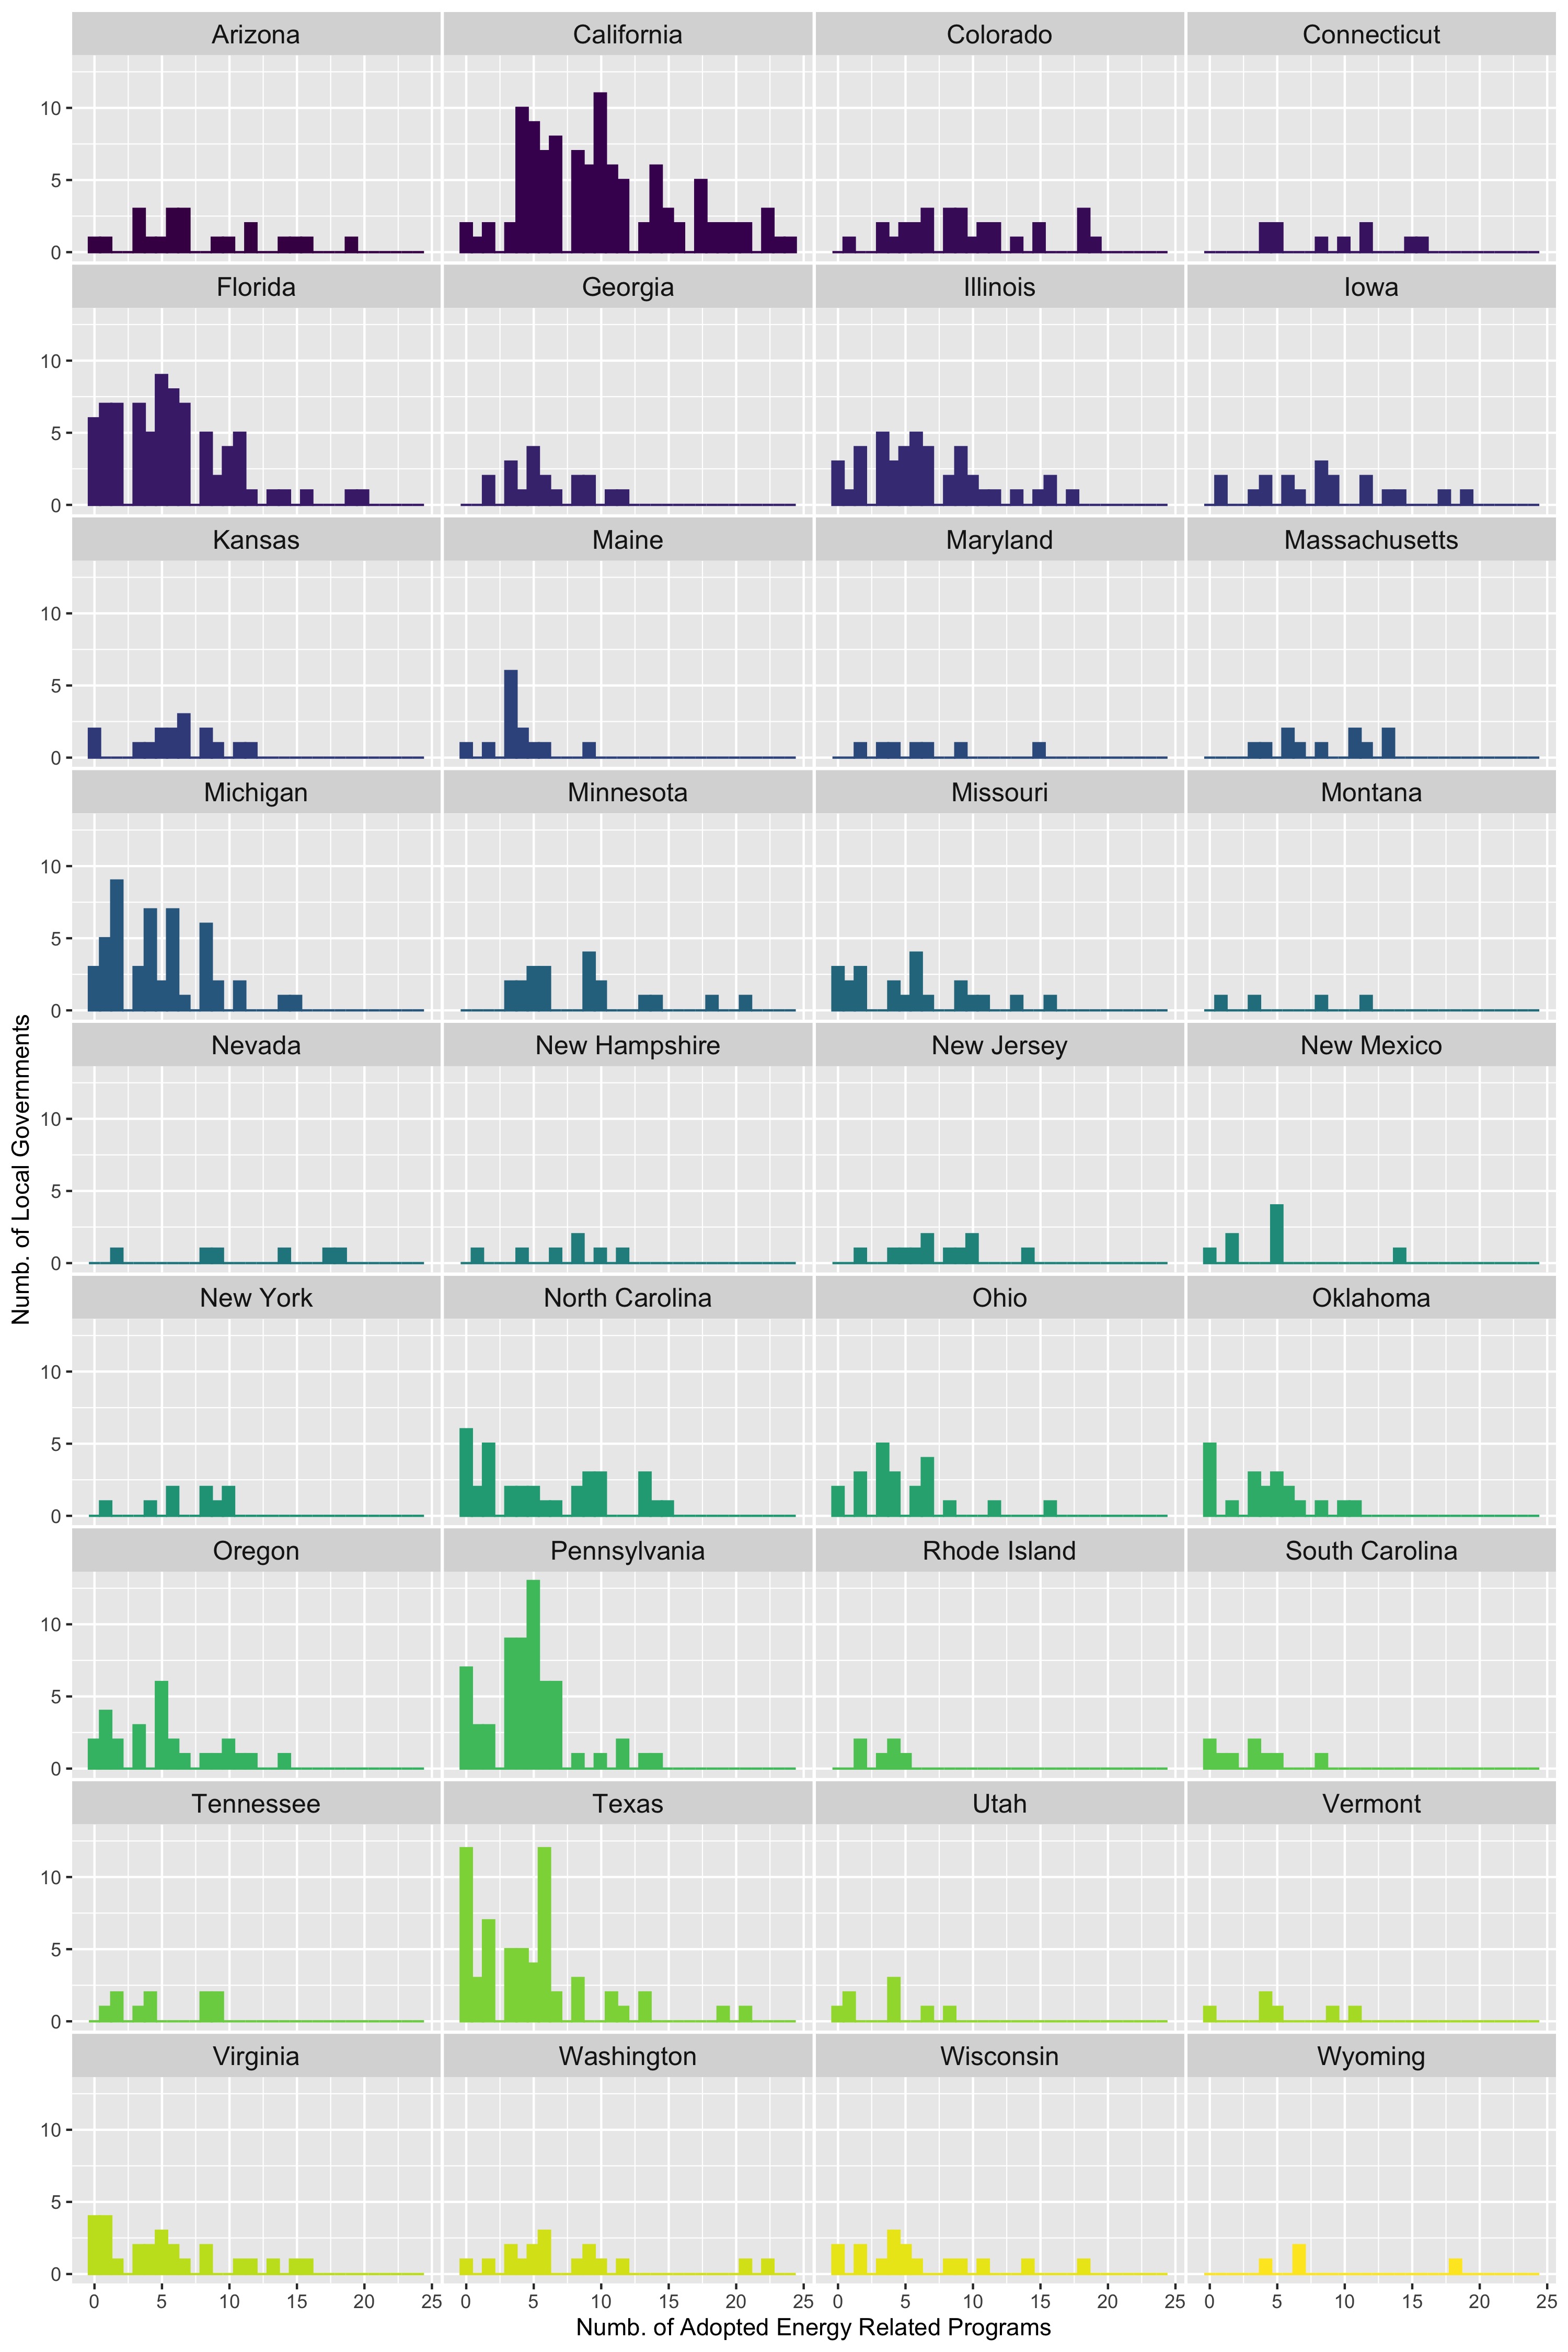 Arizona California Colorado Connecticut
10
5
0
Florida Georgia Illinois Iowa
10
5
0
Kansas Maine Maryland Massachusetts
10
5
0
Michigan Minnesota Missouri Montana
10
5
0
Nevada New Hampshire New Jersey New Mexico
10
5
0
New York North Carolina Ohio Oklahoma
10
5
0
Oregon Pennsylvania Rhode Island South Carolina
10
5
0
Tennessee Texas Utah Vermont
10
5
0
Virginia Washington Wisconsin Wyoming
10
5
0
0 5 10 15 20 25 0 5 10 15 20 25 0 5 10 15 20 25 0 5 10 15 20 25
Numb. of Adopted Energy Related Programs
Numb. of Local Governments